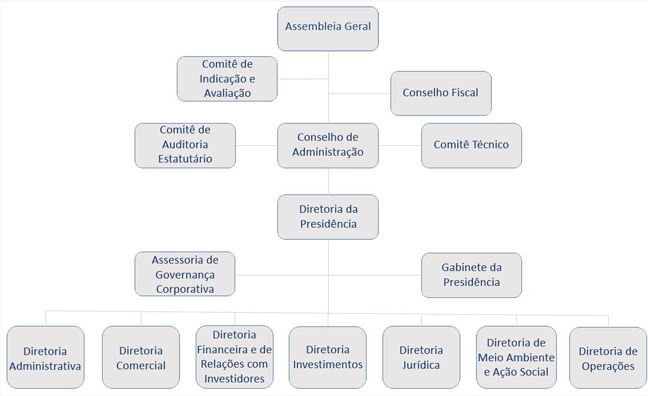 Assembleia Geral
Comitê de
Indicação e
Avaliação
Conselho Fiscal
Comitê de
Auditoria
Estatutário
Conselho de
Administração
Comitê Técnico
Diretoria da
Presidência
Assessoria de
Governança
Corporativa
Gabinete da
Presidência
Diretoria
Administrativa
Diretoria
Comercial
Diretoria
Financeira e de
Relações com
Investidores
Diretoria
Investimentos
Diretoria
Jurídica
Diretoria de
Meio Ambiente
e Ação Social
Diretoria de
Operações